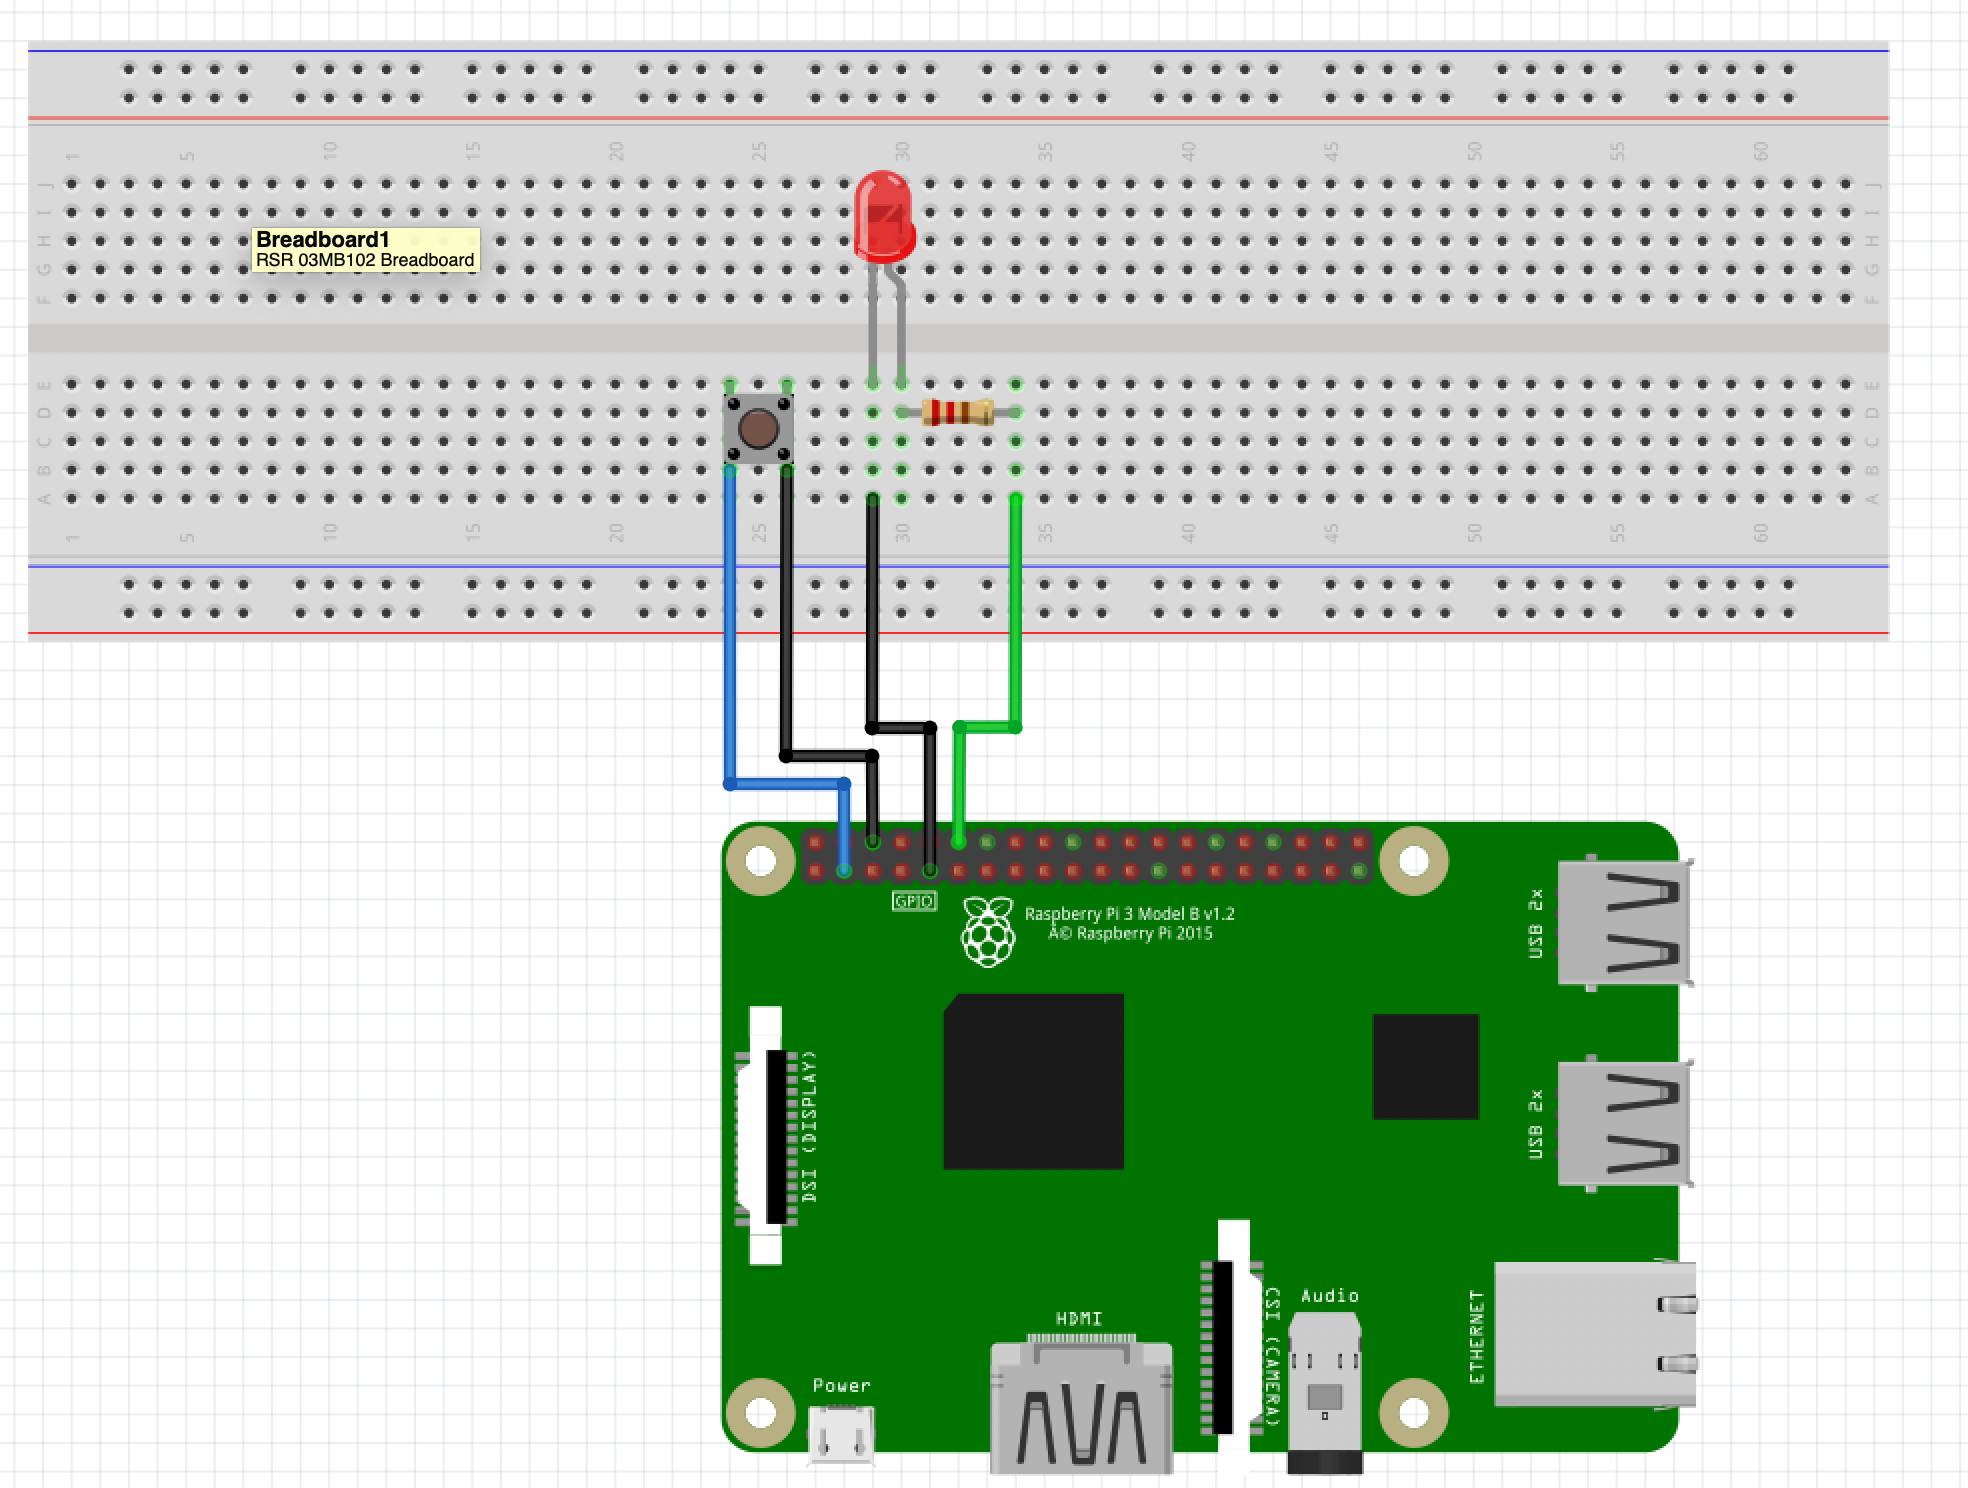 1 5 10 15 20 25 30 35 40 45 50 55 60
J J
I I
H H
G G
F F
Breadboard1
RSR 03MB102 Breadboard
E E
D D
C C
B B
A A
1 5 10 15 20 25 30 35 40 45 50 55 60
GPIO
Raspberry Pi 3 Model B v1.2
Â© Raspberry Pi 2015
USB 2x
USB 2x
DSI (DISPLAY)
ETHERNET
CSI (CAMERA)
Audio
HDMI
Power